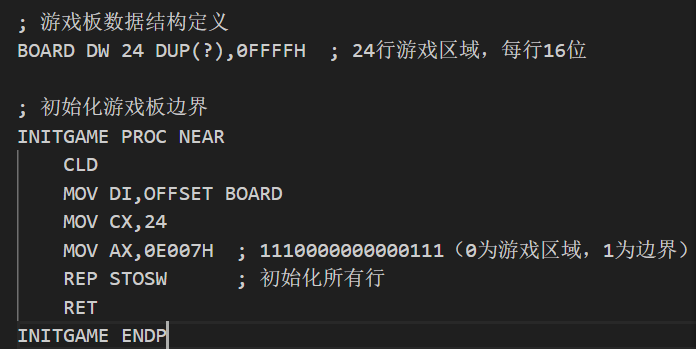 ; 游戏板数据结构定义
BOARD DW 24 DUP(?),0FFFFH  ; 24行游戏区域，每行16位
; 初始化游戏板边界
INITGAME PROC NEAR
    CLD
    MOV DI,OFFSET BOARD
    MOV CX,24
    MOV AX,0E007H  ; 1110000000000111（0为游戏区域，1为边界）
    REP STOSW      ; 初始化所有行
    RET
INITGAME ENDP